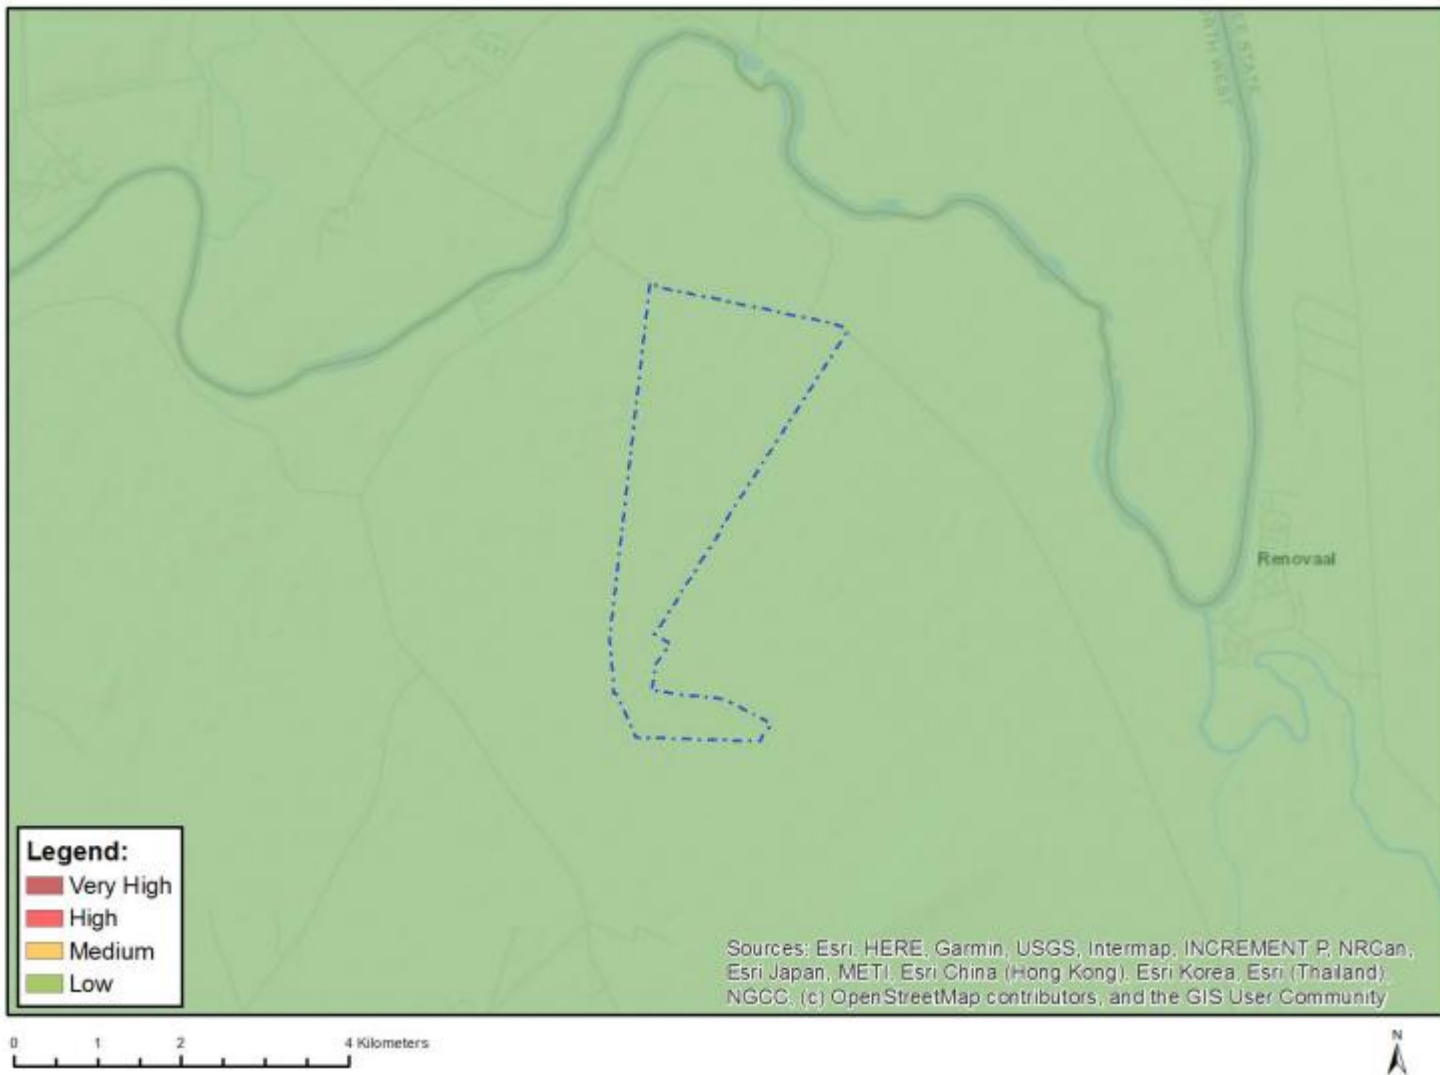 NORTH WEST
Renovaal
Legend:
Very High
High
Medium
Low
Sources: Esri, HERE, Garmin, USGS, Intermap, INCREMENT P, NRCan,
Esri Japan, METI, Esri China (Hong Kong), Esri Korea, Esri (Thailand),
NGCC, (c) OpenStreetMap contributors, and the GIS User Community
0 1 2 4 Kilometers
N